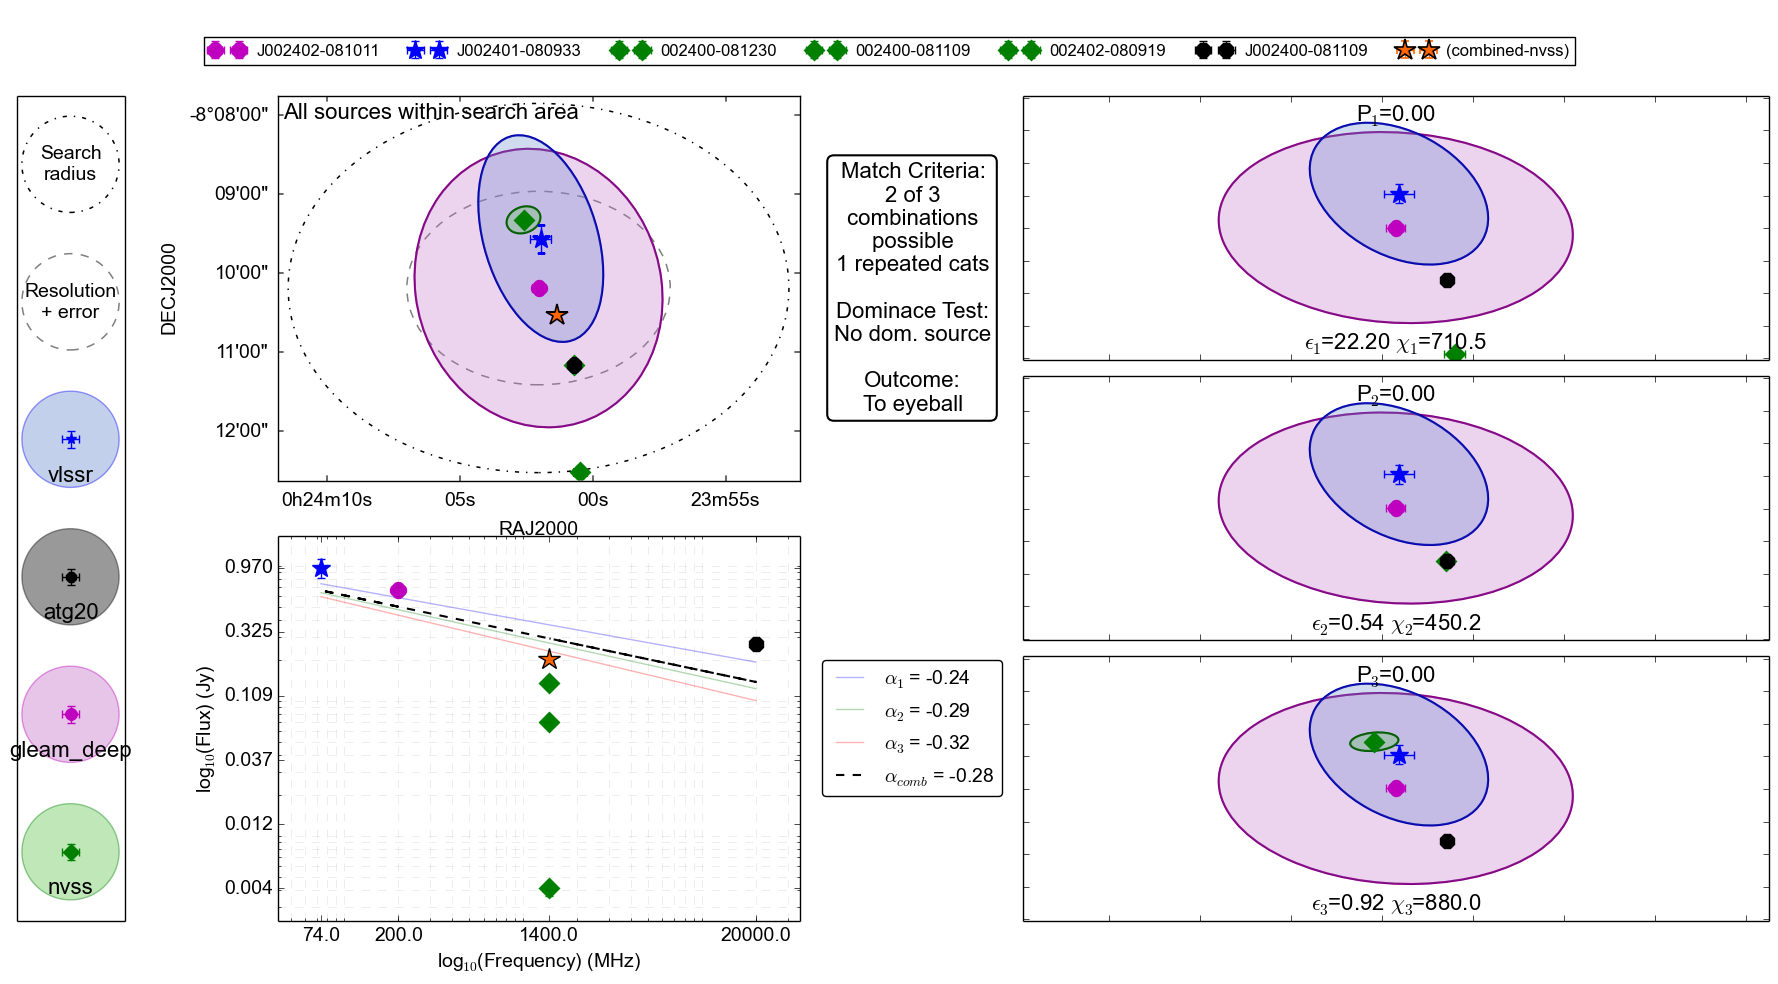 J002402-081011 J002401-080933 002400-081230 002400-081109 002402-080919 J002400-081109 (combined-nvss)
Search
radius
Resolution
+ error
vlssr
atg20
gleam_deep
nvss
All sources within search area
-8°08'00"
09'00"
10'00"
11'00"
12'00"
DECJ2000
0h24m10s 05s 00s 23m55s
RAJ2000
Match Criteria:
2 of 3
combinations
possible
1 repeated cats
Dominace Test:
No dom. source
Outcome:
To eyeball
0.970
0.325
0.109
0.037
0.012
0.004
log10(Flux) (Jy)
74.0 200.0 1400.0 20000.0
log10(Frequency) (MHz)
α1 = -0.24
α2 = -0.29
α3 = -0.32
αcomb = -0.28
P1=0.00
ϵ1=22.20 χ1=710.5
P2=0.00
ϵ2=0.54 χ2=450.2
P3=0.00
ϵ3=0.92 χ3=880.0